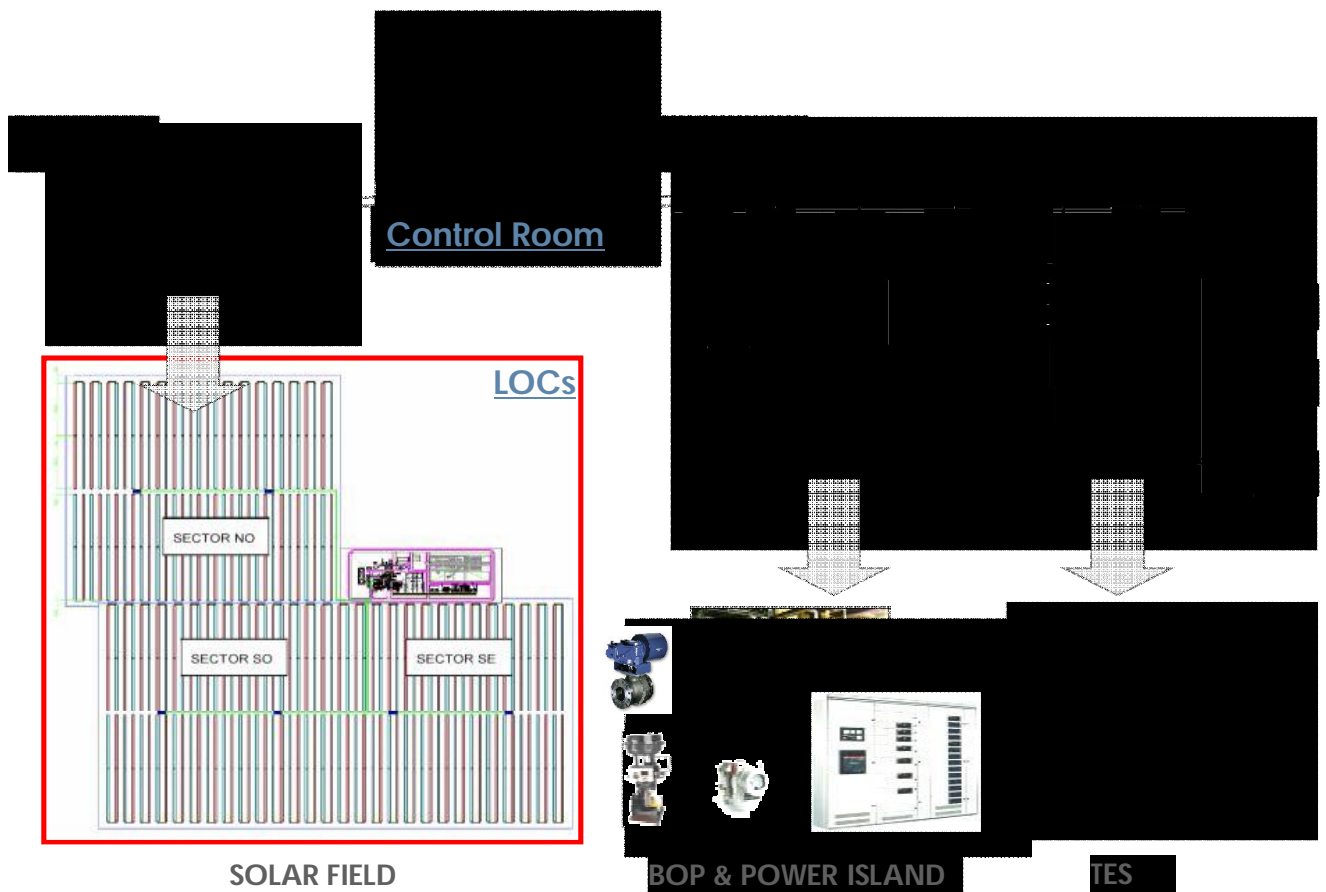 Control Room
LOCs
SECTOR NO
SECTOR SO
SECTOR SE
SOLAR FIELD
BOP & POWER ISLAND
TES